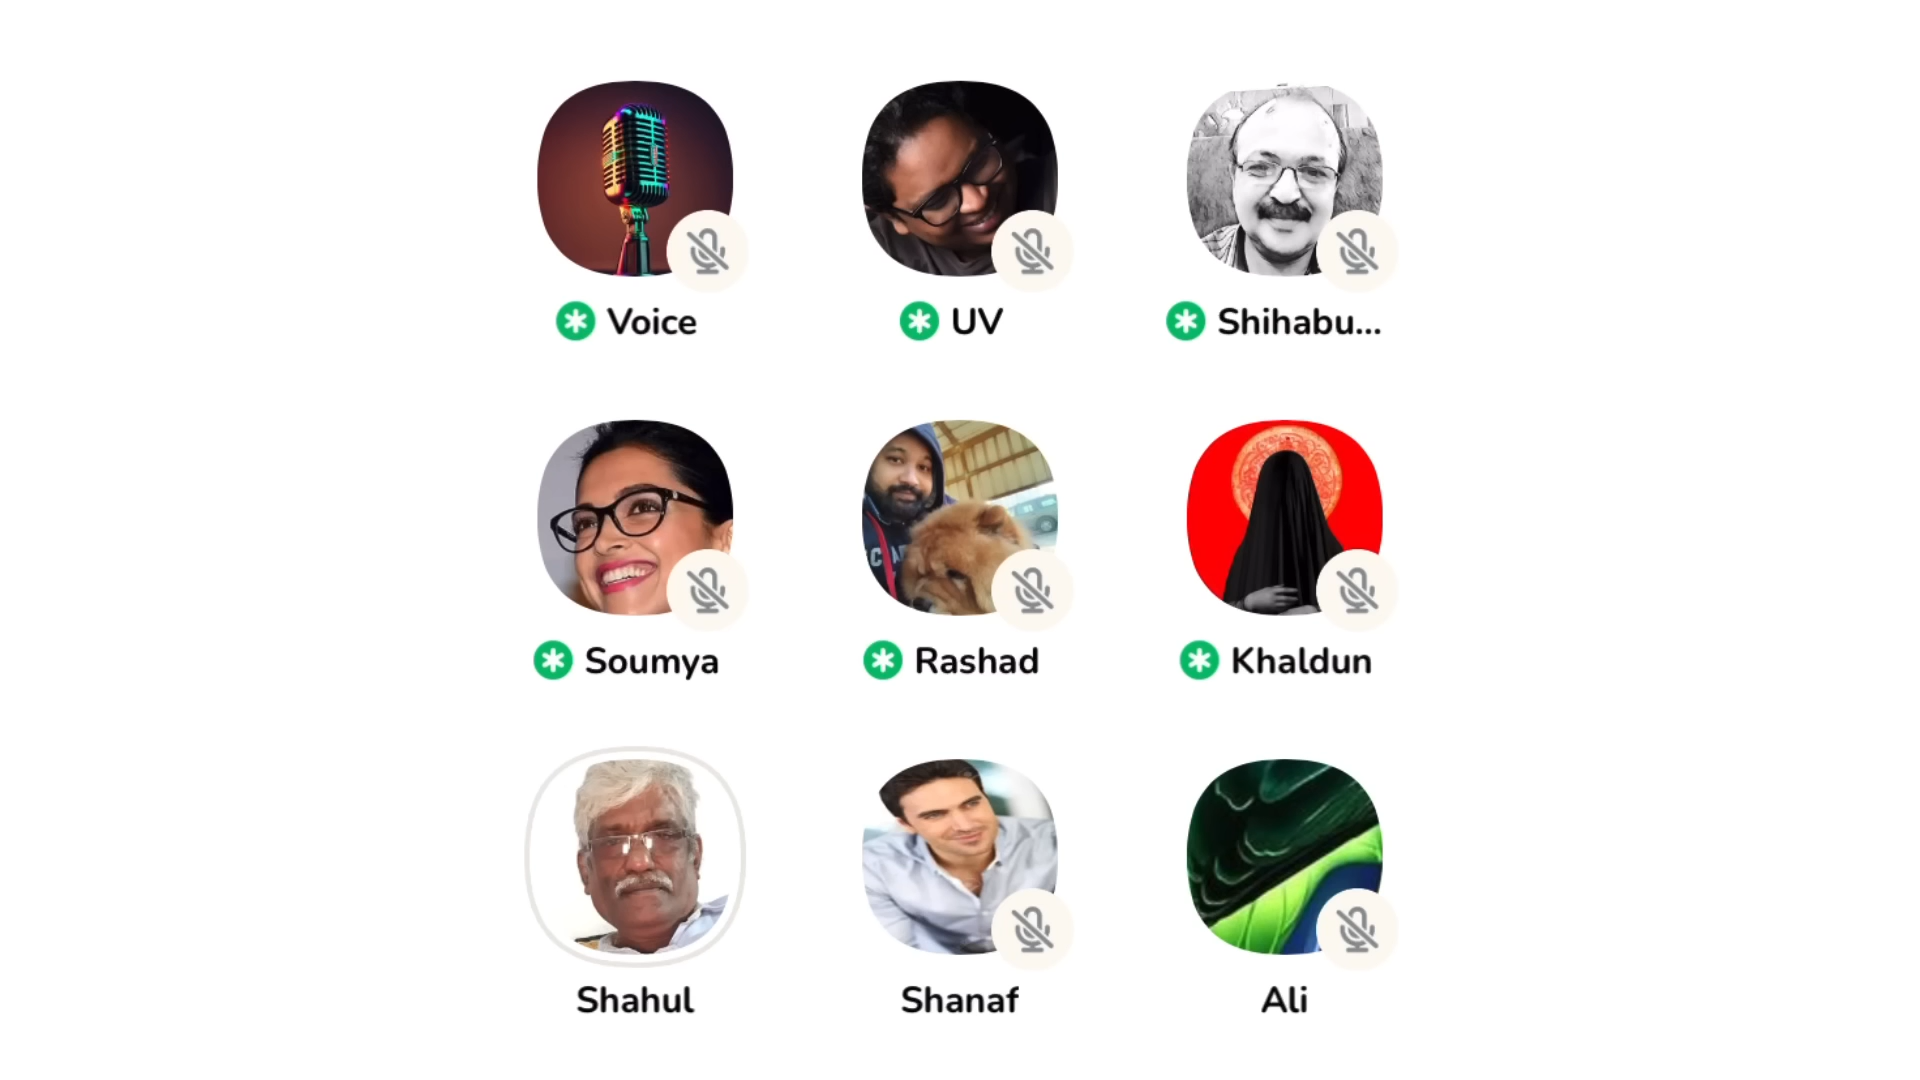 Voice
UV
Shihabu...
Soumya
Rashad
Khaldun
Shahul
Shanaf
Ali